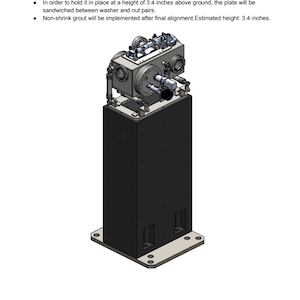 ● In order to hold it in place at a height of 3.4 inches above ground, the plate will be
sandwiched between washer and nut pairs.
● Non-shrink grout will be implemented after final alignment.Estimated height: 3.4 inches.